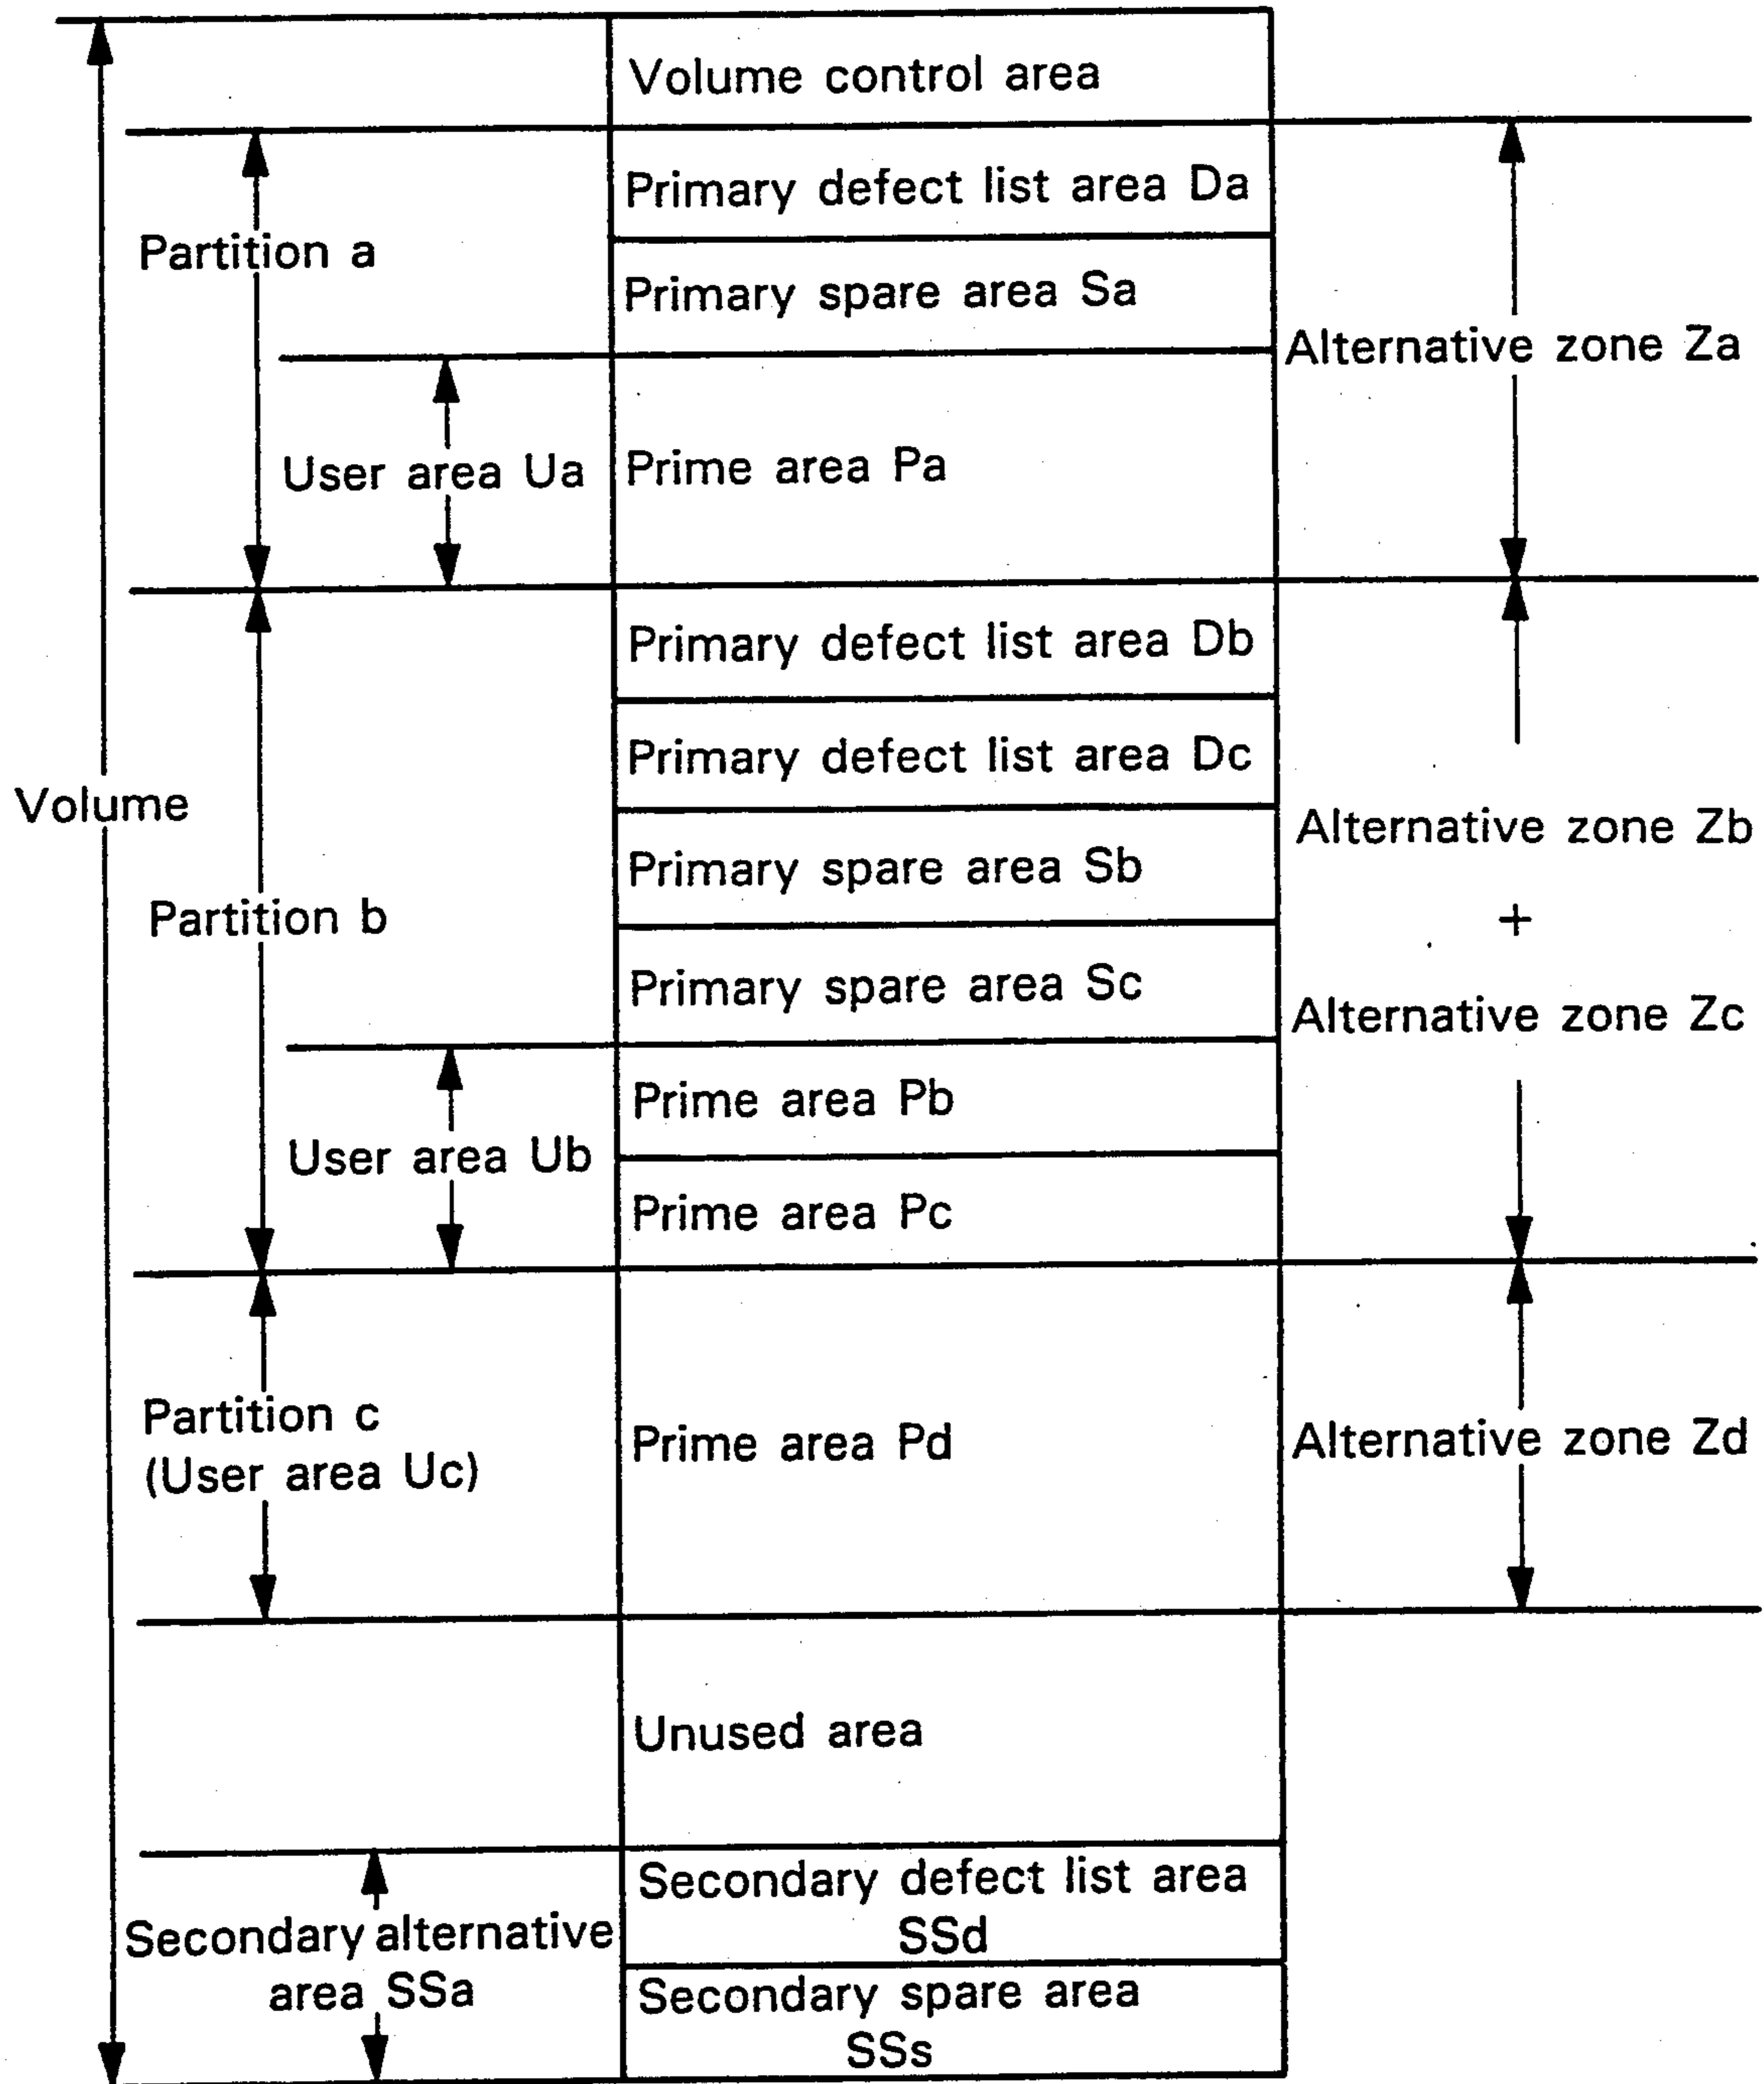 Volume control area
Primary defect list area Da
Partition a
Primary spare area Sa
Alternative zone Za
User area Ua
Prime area Pa
Primary defect list area Db
Primary defect list area Dc
Volume
Alternative zone Zb
Primary spare area Sb
Partition b
+
Primary spare area Sc
Alternative zone Zc
Prime area Pb
User area Ub
Prime area Pc
Partition c
(User area Uc)
Prime area Pd
Alternative zone Zd
Unused area
Secondary defect list area
SSd
Secondary alternative
area SSa
Secondary spare area
SSs